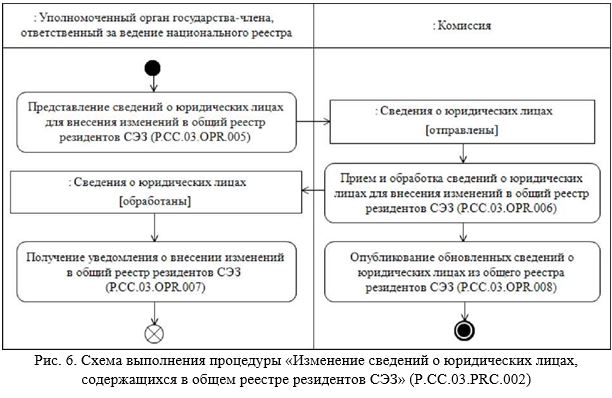 : Уполномоченный орган государства-члена,
ответственный за ведение национального реестра
: Комиссия
Представление сведений о юридических лицах
для внесения изменений в общий реестр
резидентов СЭЗ (P.CC.03.OPR.005)
: Сведения о юридических лицах
[отправлены]
Прием и обработка сведений о юридических
лицах для внесения изменений в общий реестр
резидентов СЭЗ (P.CC.03.OPR.006)
: Сведения о юридических лицах
[обработаны]
Получение уведомления о внесении изменений
в общий реестр резидентов СЭЗ
(P.CC.03.OPR.007)
Опубликование обновленных сведений о
юридических лицах из общего реестра
резидентов СЭЗ (P.CC.03.OPR.008)
Рис. 6. Схема выполнения процедуры «Изменение сведений о юридических лицах,
содержащихся в общем реестре резидентов СЭЗ» (P.CC.03.PRC.002)